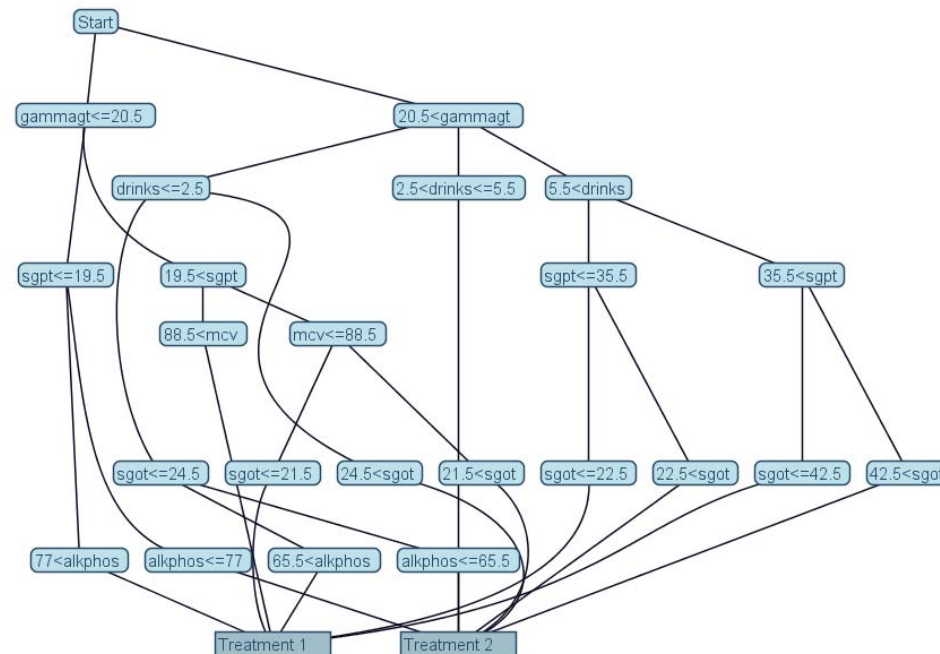 Start
gammagt<=20.5
20.5<gammagt
drinks<=2.5
2.5<drinks<=5.5
5.5<drinks
sgpt<=19.5
19.5<sgpt
sgpt<=35.5
35.5<sgpt
88.5<mcv
mcv<=88.5
sgot<=24.5
sgot<=21.5
24.5<sgot
21.5<sgot
sgot<=22.5
22.5<sgot
sgot<=42.5
42.5<sgot
77<alkphos
alkphos<=77
65.5<alkphos
alkphos<=65.5
Treatment 1
Treatment 2